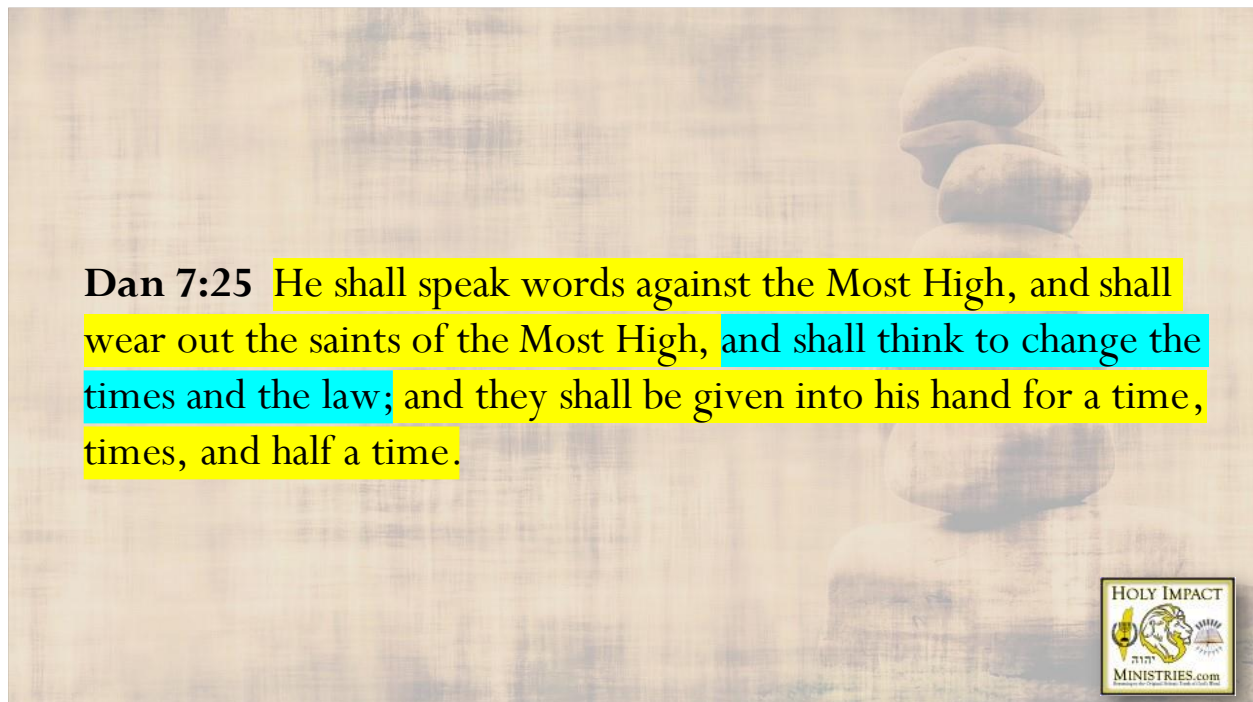 Dan 7:25 He shall speak words against the Most High, and shall
wear out the saints of the Most High, and shall think to change the
times and the law; and they shall be given into his hand for a time,
times, and half a time.
HOLY IMPACT
יהוה
MINISTRIES.com